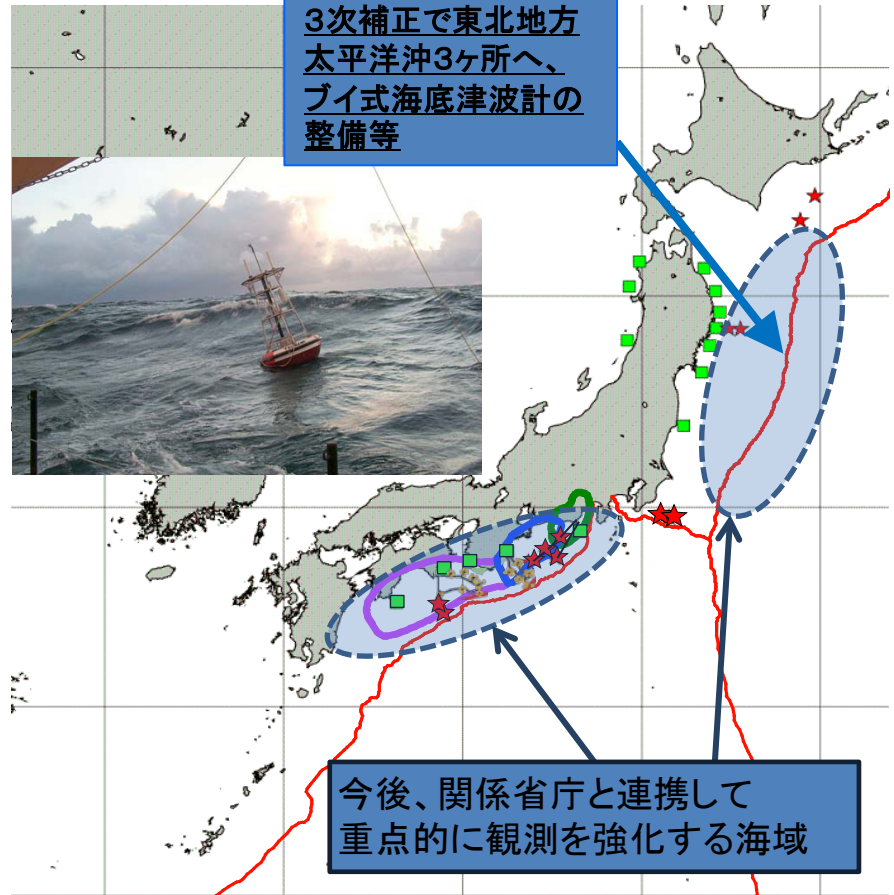 3次補正で東北地方
太平洋沖3ヶ所へ、
ブイ式海底津波計の
整備等
今後、関係省庁と連携して
重点的に観測を強化する海域